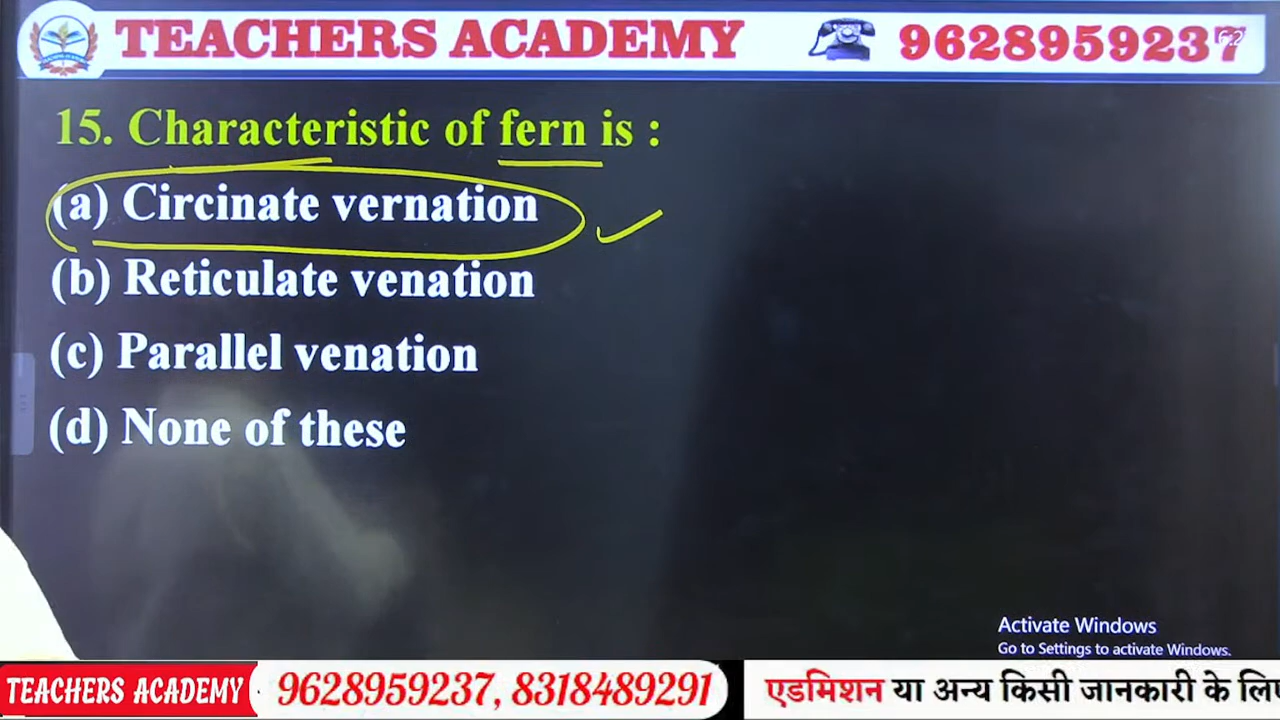 TEACHERS ACADEMY
9628959237
15. Characteristic of fern is :
(a) Circinate vernation
(b) Reticulate venation
(c) Parallel venation
(d) None of these
Activate Windows
Go to Settings to activate Windows.
TEACHERS ACADEMY
9628959237, 8318489291
एडमिशन या अन्य किसी जानकारी के